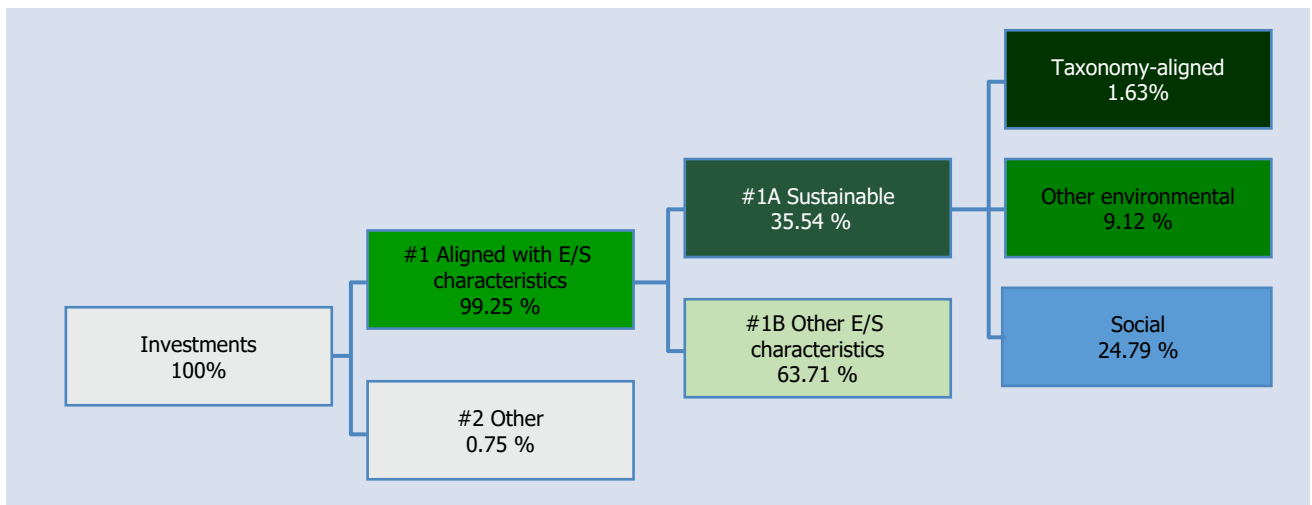 Investments
100%
#1 Aligned with E/S
characteristics
99.25 %
#2 Other
0.75 %
#1A Sustainable
35.54 %
#1B Other E/S
characteristics
63.71 %
Taxonomy-aligned
1.63%
Other environmental
9.12 %
Social
24.79 %